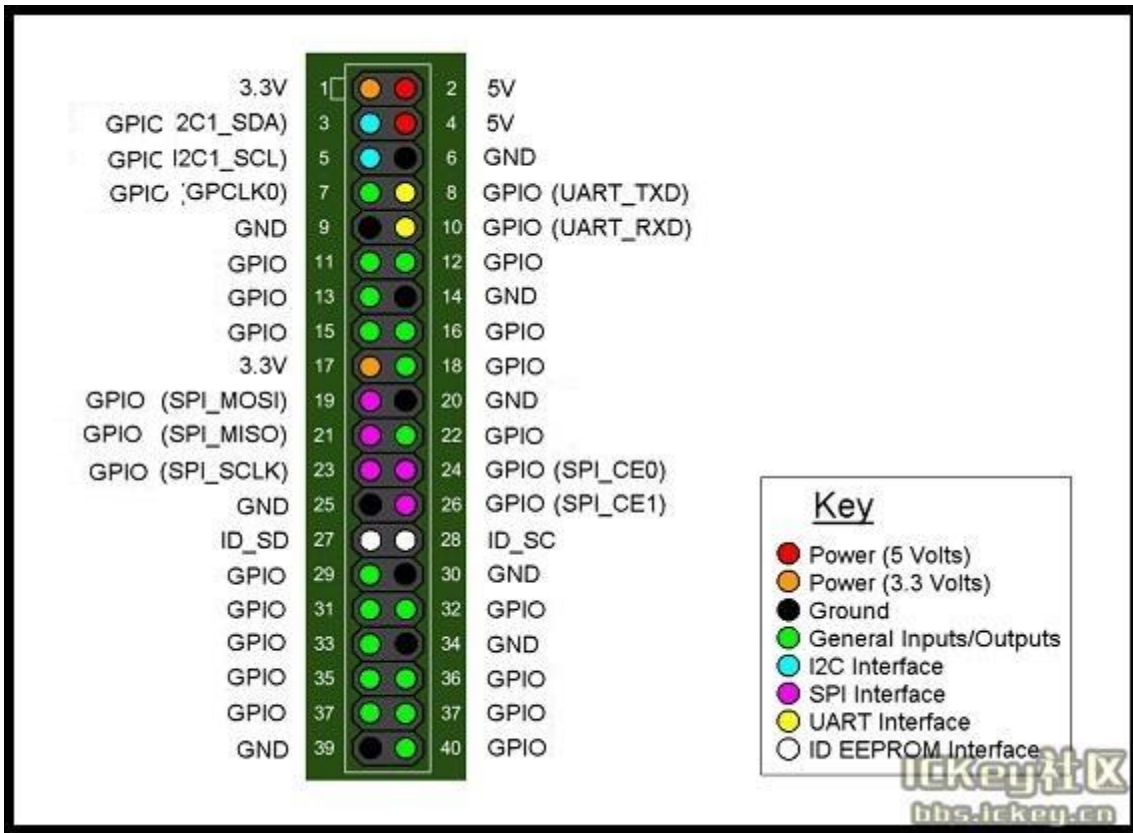 3.3V 1 2 5V
GPIC 2C1_SDA) 3 4 5V
GPIC I2C1_SCL) 5 6 GND
GPIO (GPCLK0) 7 8 GPIO (UART_TXD)
GND 9 10 GPIO (UART_RXD)
GPIO 11 12 GPIO
GPIO 13 14 GND
GPIO 15 16 GPIO
3.3V 17 18 GPIO
GPIO (SPI_MOSI) 19 20 GND
GPIO (SPI_MISO) 21 22 GPIO
GPIO (SPI_SCLK) 23 24 GPIO (SPI_CE0)
GND 25 26 GPIO (SPI_CE1)
ID_SD 27 28 ID_SC
GPIO 29 30 GND
GPIO 31 32 GPIO
GPIO 33 34 GND
GPIO 35 36 GPIO
GPIO 37 37 GPIO
GND 39 40 GPIO
Key
Power (5 Volts)
Power (3.3 Volts)
Ground
General Inputs/Outputs
I2C Interface
SPI Interface
UART Interface
ID EEPROM Interface
ICKey社区
bbs.ickey.cn